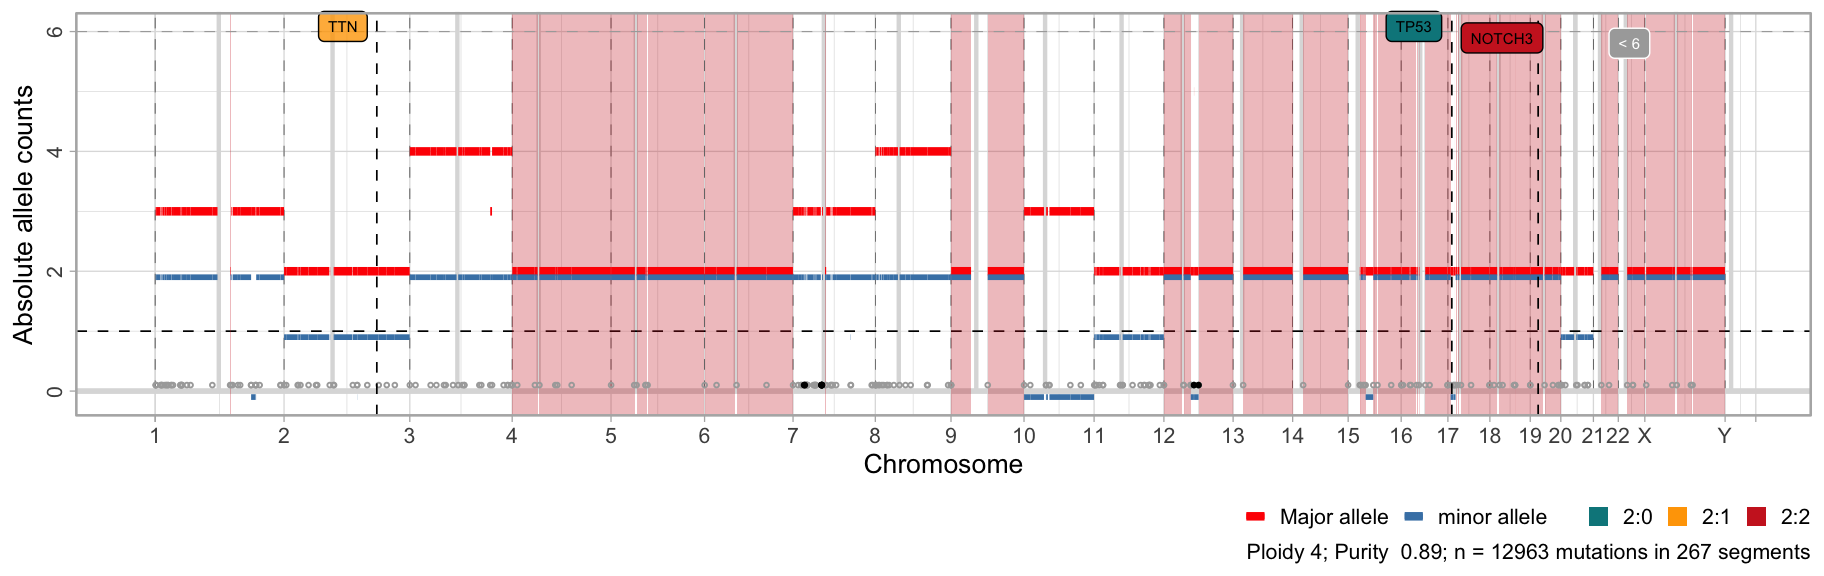 TTN
TP53
NOTCH3
< 6
Absolute allele counts
6
4
2
0
1 2 3 4 5 6 7 8 9 10 11 12 13 14 15 16 17 18 19 20 21 22 X Y
Chromosome
Major allele minor allele 2:0 2:1 2:2
Ploidy 4; Purity 0.89; n = 12963 mutations in 267 segments